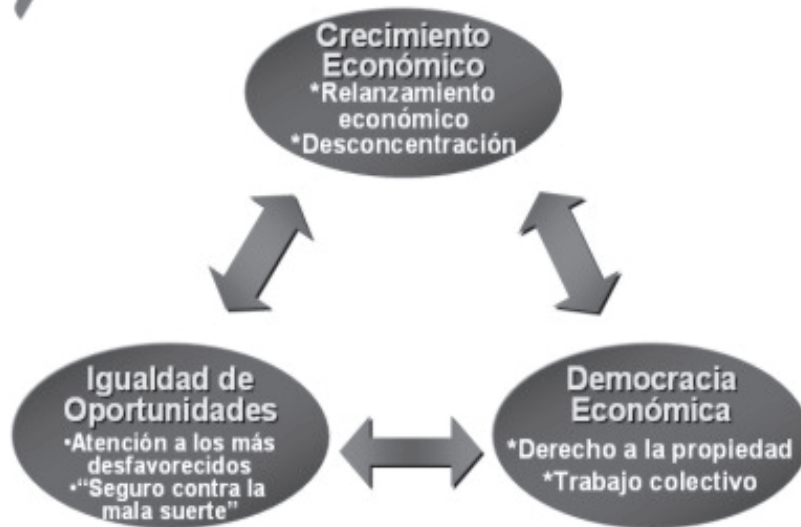 Crecimiento
Económico
*Relanzamiento
económico
*Desconcentración
Igualdad de
Oportunidades
•Atención a los más
desfavorecidos
•“Seguro contra la
mala suerte”
Democracia
Económica
*Derecho a la propiedad
*Trabajo colectivo